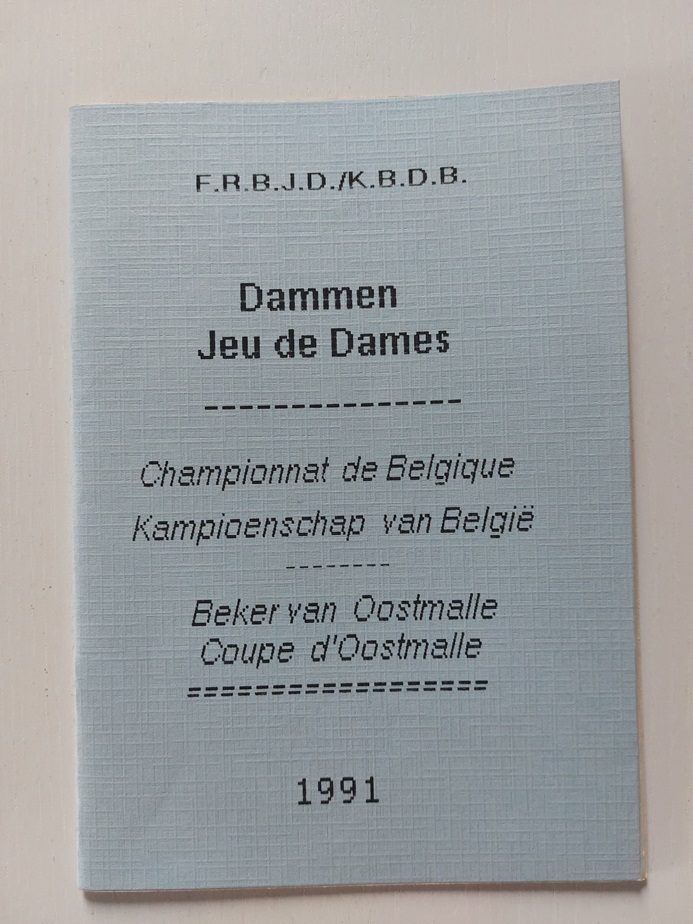 F.R.B.J.D./K.B.D.B.
Dammen
Jeu de Dames
---------------
Championnat de Belgique
Kampioenschap van België
--------
Beker van Oostmalle
Coupe d'Oostmalle
==================
1991